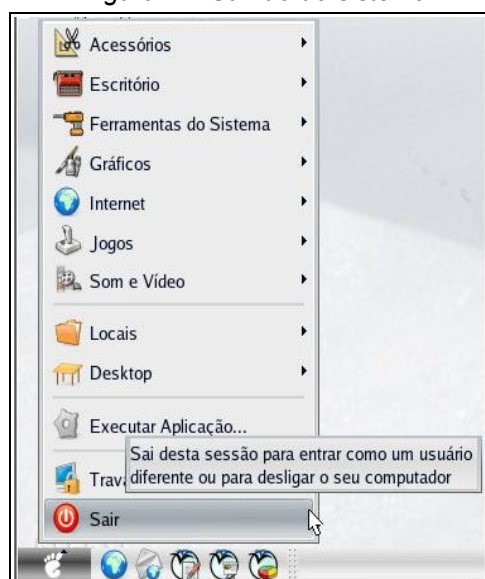 Acessórios
Escritório
Ferramentas do Sistema
Gráficos
Internet
Jogos
Som e Vídeo
Locais
Desktop
Executar Aplicação...
Sai desta sessão para entrar como um usuário
diferente ou para desligar o seu computador
Sair